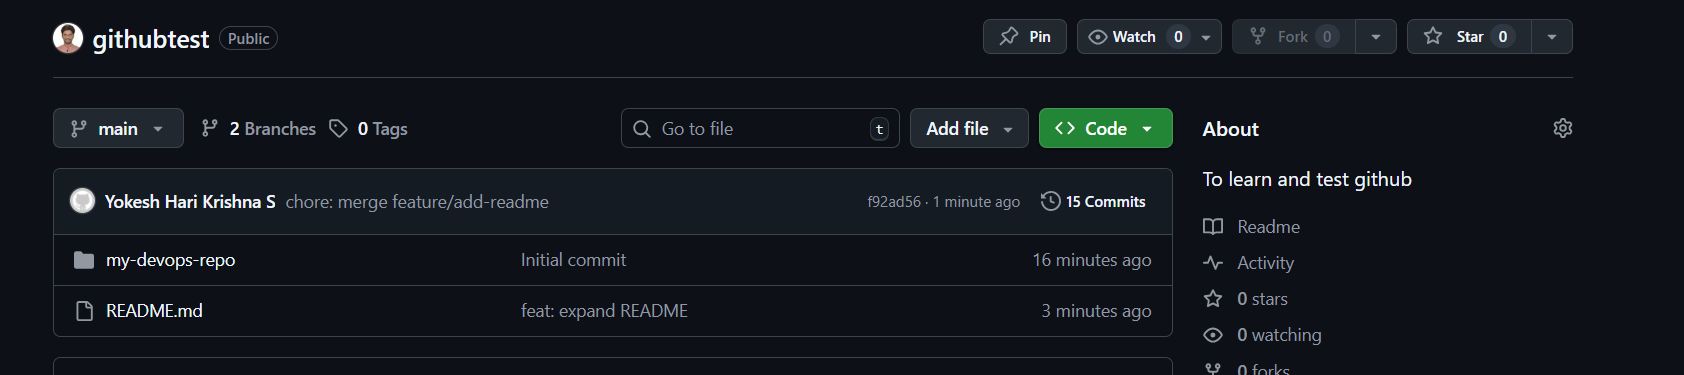 githubtest Public Pin Watch 0 Fork 0 Star 0
main 2 Branches 0 Tags Go to file t Add file Code
Yokesh Hari Krishna S chore: merge feature/add-readme f92ad56 · 1 minute ago 15 Commits
my-devops-repo Initial commit 16 minutes ago
README.md feat: expand README 3 minutes ago
About
To learn and test github
Readme
Activity
0 stars
0 watching
0 forks